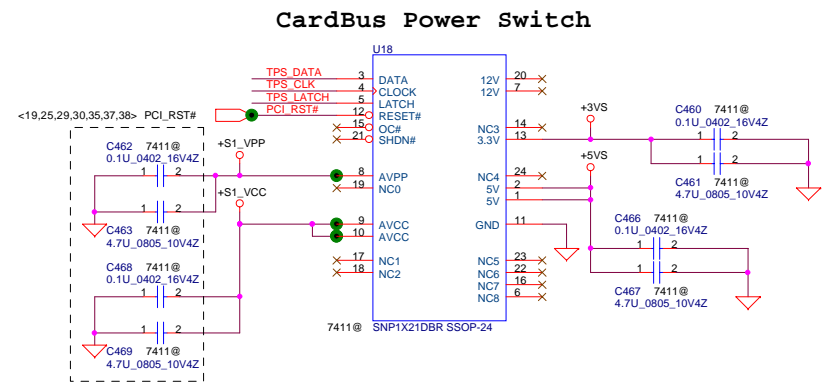 CardBus Power Switch
U18
TPS_DATA 3 DATA
TPS_CLK 4 CLOCK
TPS_LATCH 5 LATCH
<19,25,29,30,35,37,38> PCI_RST# PCI_RST# 12 RESET#
15 OC#
21 SHDN#
+S1_VPP
8 AVPP
19 NC0
+S1_VCC
9 AVCC
10 AVCC
17 NC1
18 NC2
12V 20
12V 7
NC3 14
3.3V 13
NC4 24
5V 2
5V 1
GND 11
NC5 23
NC6 22
NC7 16
NC8 6
7411@ SNP1X21DBR SSOP-24
C462 7411@
0.1U_0402_16V4Z
1 2
1 2
C463 7411@
4.7U_0805_10V4Z
C468 7411@
0.1U_0402_16V4Z
1 2
1 2
C469 7411@
4.7U_0805_10V4Z
+3VS
C460 7411@
0.1U_0402_16V4Z
1 2
1 2
C461 7411@
4.7U_0805_10V4Z
+5VS
C466 7411@
0.1U_0402_16V4Z
1 2
1 2
C467 7411@
4.7U_0805_10V4Z